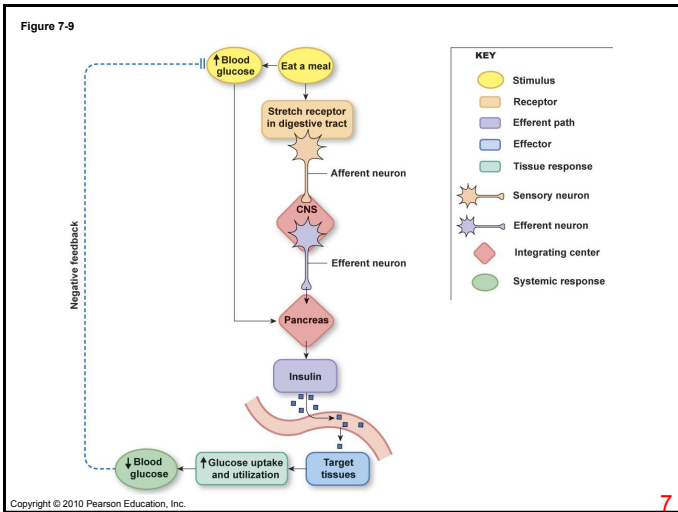 Figure 7-9
↑ Blood
glucose
Eat a meal
Stretch receptor
in digestive tract
Afferent neuron
CNS
Efferent neuron
Pancreas
Insulin
Target
tissues
↑ Glucose uptake
and utilization
↓ Blood
glucose
Negative feedback
KEY
Stimulus
Receptor
Efferent path
Effector
Tissue response
Sensory neuron
Efferent neuron
Integrating center
Systemic response
Copyright © 2010 Pearson Education, Inc.
7